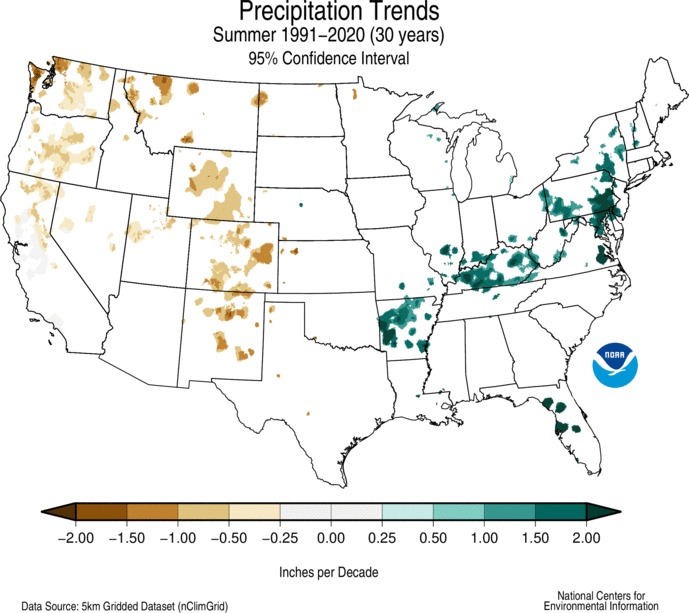 Precipitation Trends
Summer 1991−2020 (30 years)
95% Confidence Interval
NOAA
−2.00 −1.50 −1.00 −0.50 −0.25 0.00 0.25 0.50 1.00 1.50 2.00
Inches per Decade
Data Source: 5km Gridded Dataset (nClimGrid)
National Centers for
Environmental Information